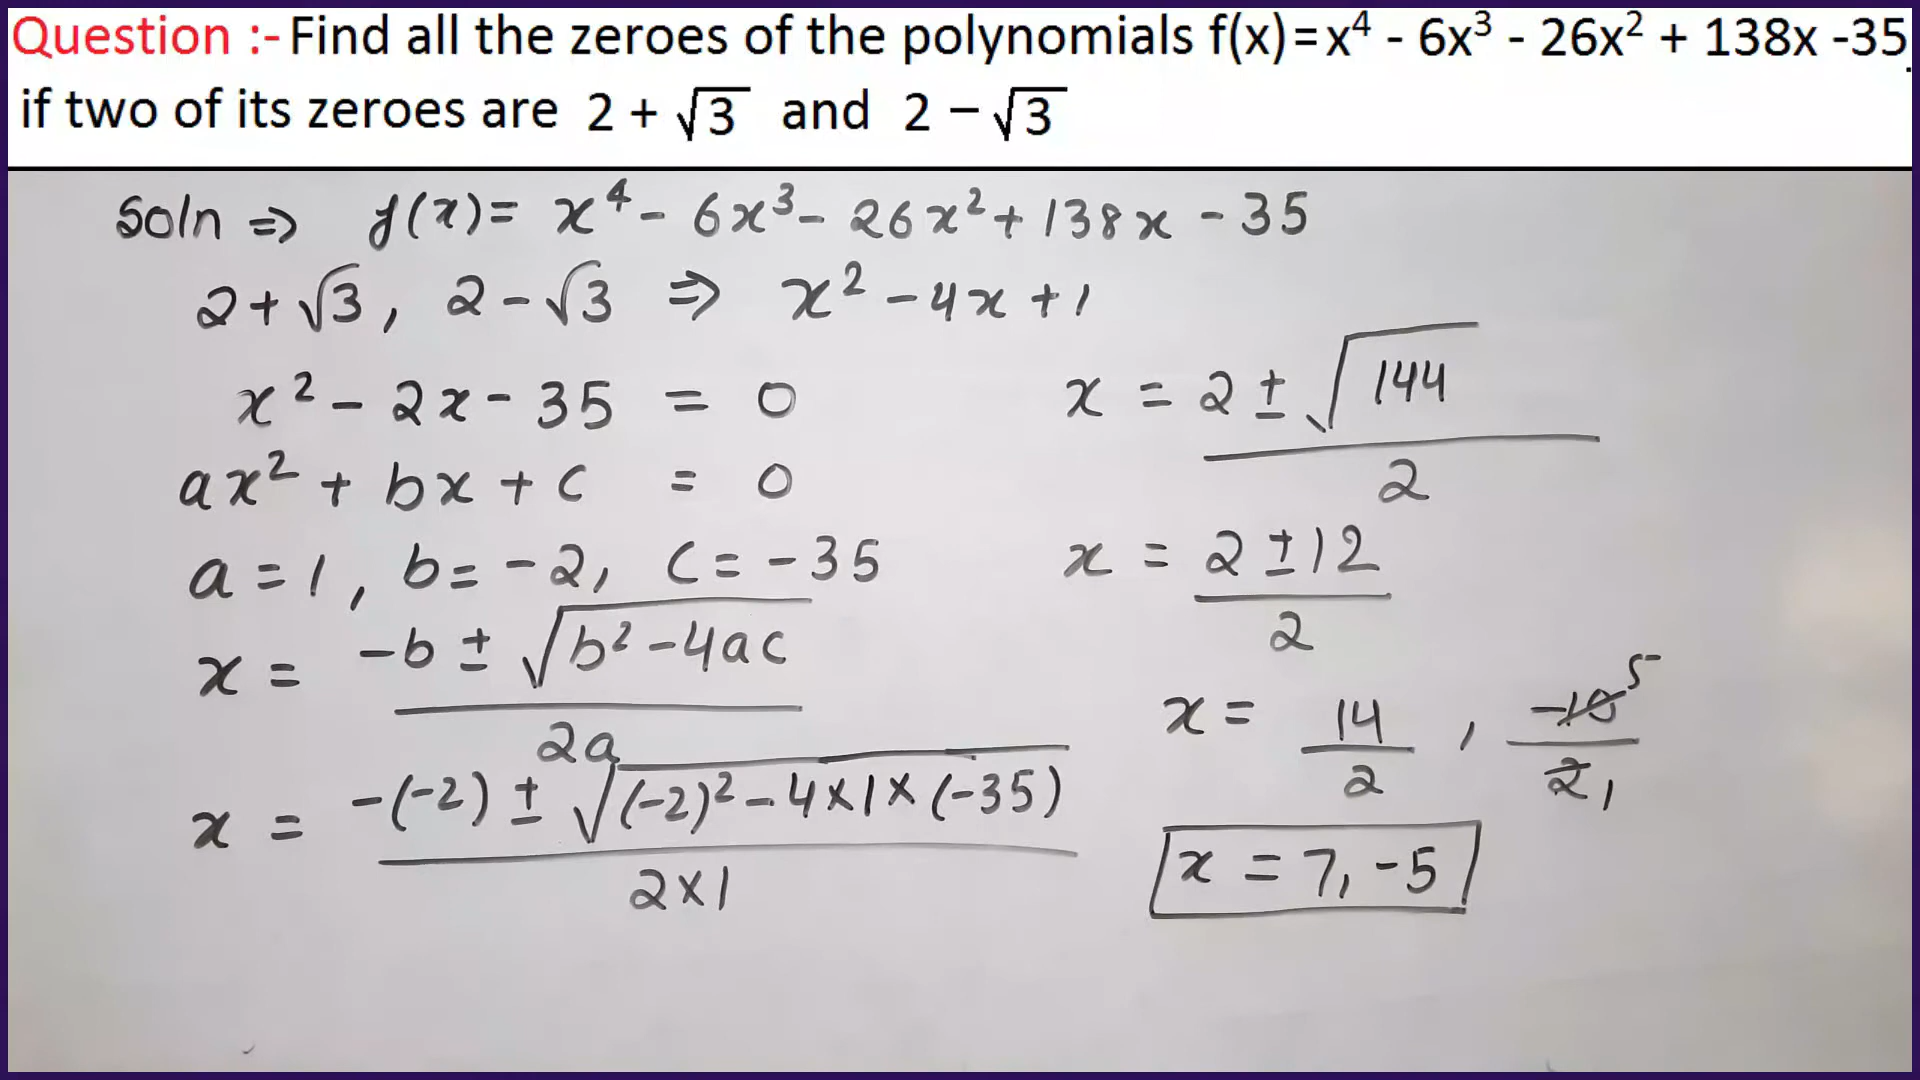 Question :- Find all the zeroes of the polynomials f(x)=x⁴ - 6x³ - 26x² + 138x -35.
if two of its zeroes are 2 + √3 and 2 − √3
Soln ⇒ f(x)= x⁴ - 6x³ - 26x² + 138x - 35
2+√3, 2-√3 ⇒ x² - 4x + 1
x² - 2x - 35 = 0
ax² + bx + c = 0
a = 1, b = -2, c = -35
x = -b ± √b² - 4ac
2a
x = -(-2) ± √(-2)² - 4×1×(-35)
2×1
x = 2 ± √144
2
x = 2 ± 12
2
x = 14 , -10 5
2 2 1
x = 7, -5